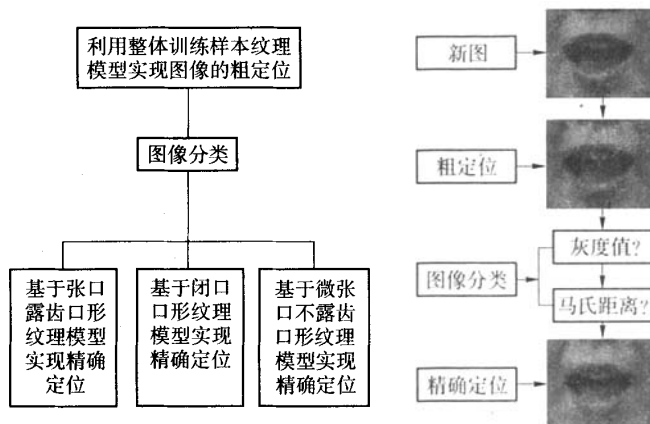 利用整体训练样本纹理
模型实现图像的粗定位
图像分类
基于张口
露齿口形
纹理模型
实现精确
定位
基于闭口
口形纹理
模型实现
精确定位
基于微张
口不露齿
口形纹理
模型实现
精确定位
新图
粗定位
灰度值?
图像分类
马氏距离?
精确定位